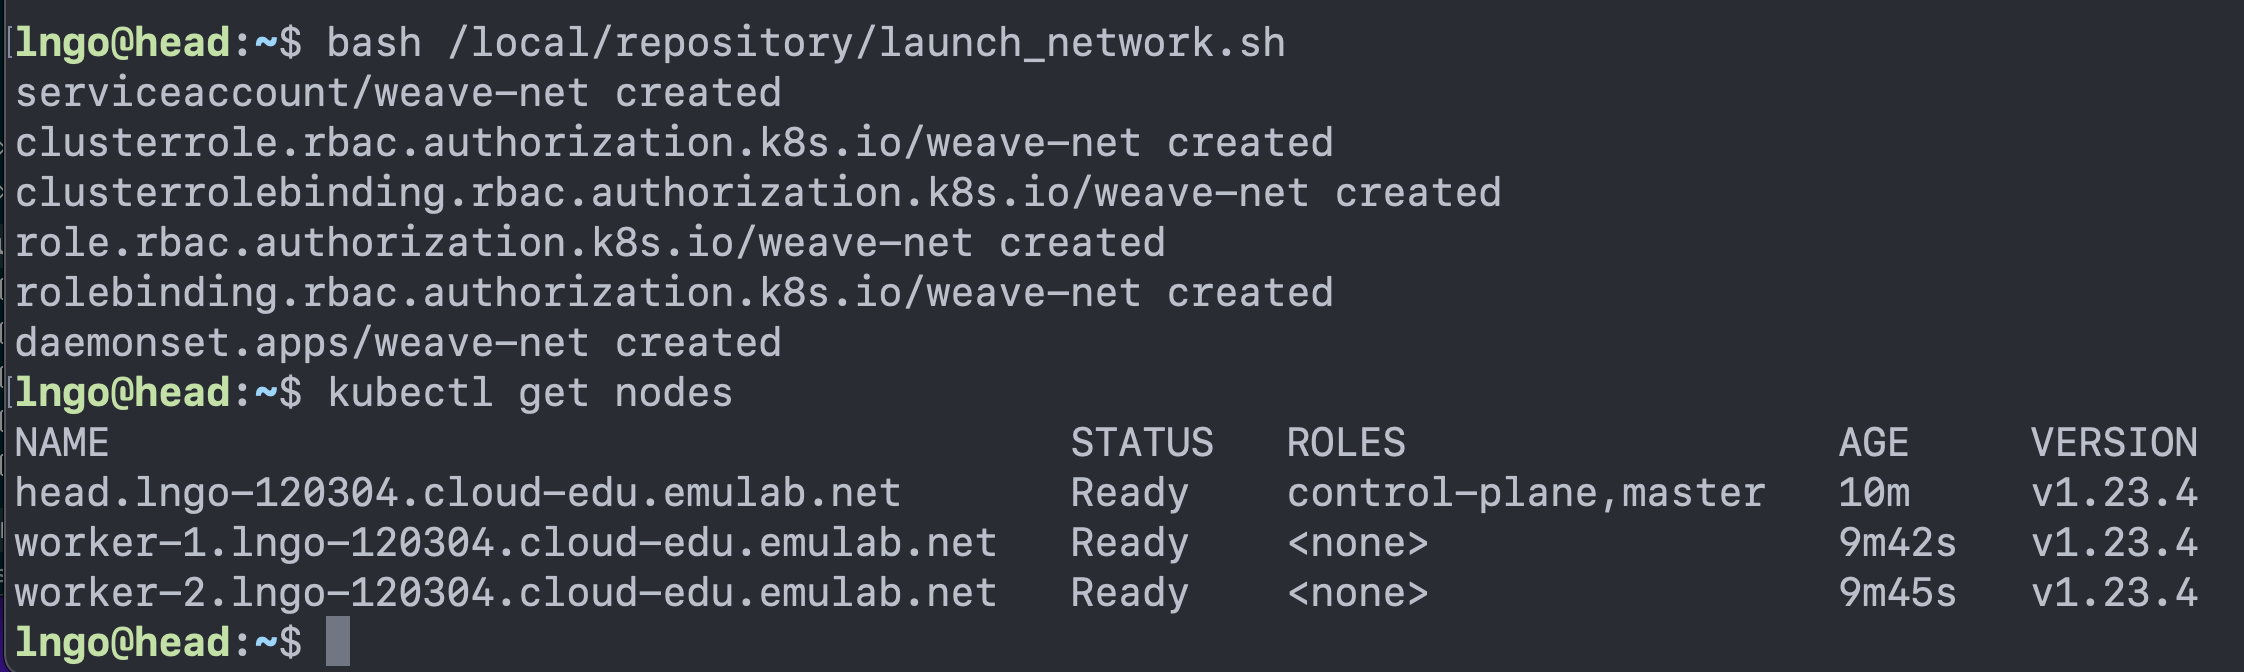 lngo@head:~$ bash /local/repository/launch_network.sh
serviceaccount/weave-net created
clusterrole.rbac.authorization.k8s.io/weave-net created
clusterrolebinding.rbac.authorization.k8s.io/weave-net created
role.rbac.authorization.k8s.io/weave-net created
rolebinding.rbac.authorization.k8s.io/weave-net created
daemonset.apps/weave-net created
lngo@head:~$ kubectl get nodes
NAME STATUS ROLES AGE VERSION
head.lngo-120304.cloud-edu.emulab.net Ready control-plane,master 10m v1.23.4
worker-1.lngo-120304.cloud-edu.emulab.net Ready <none> 9m42s v1.23.4
worker-2.lngo-120304.cloud-edu.emulab.net Ready <none> 9m45s v1.23.4
lngo@head:~$